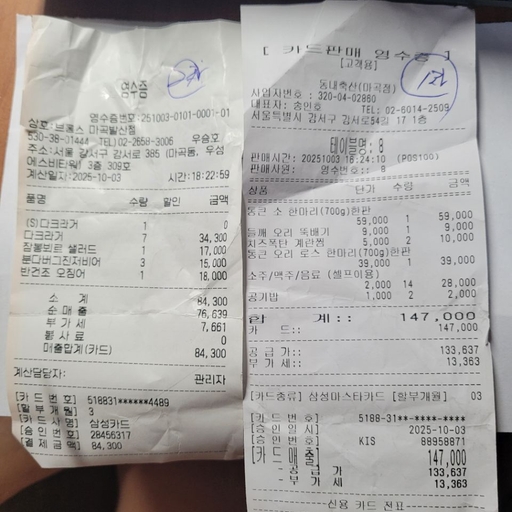 영수증
2차
영수증번호:251003-0101-0001-01
상호: 브롱스 마곡발산점
530-38-01444 TEL)02-2658-3006 우승호
주소:서울 강서구 강서로 385 (마곡동, 우성
에스비타워) 3층 309호
계산일자:2025-10-03 시간:18:22:59
품명 수량 할인 금액
(S)다크라거 1 0
다크라거 7 34,300
잠봉뵈르 샐러드 1 17,000
분다버그진저비어 3 15,000
반건조 오징어 1 18,000
소 계 84,300
순 매출 76,639
부 가 세 7,661
봉 사 료 0
매출합계(카드) 84,300
계산담당자: 관리자
[카 드 번호] 518831******4489
[할 부 개월] 3
[카 드 사 명] 삼성카드
[승 인 번 호] 28456317
[결 제 금 액] 84,300
[ 카드판매 영수증 ]
[고객용]
1차
동네축산(마곡점)
사업자번호 : 320-04-02860
대표자: 송민호 TEL: 02-6014-2509
서울특별시 강서구 강서로54길 17 1층
테이블명: 8
판매시간: 20251003 16:24:10 (POS100)
판매사원: 영수번호:: 8
상품 단가 수량 금액
둥근 소 한마리(700g)한판
59,000 1 59,000
들깨 오리 뚝배기 9,000 1 9,000
치즈폭탄 계란찜 5,000 2 10,000
둥근 오리 로스 한마리(700g)한판
39,000 1 39,000
소주/맥주/음료 (셀프이용)
2,000 14 28,000
공기밥 1,000 2 2,000
합 계:: 147,000
카 드:: 147,000
공 급 가:: 133,637
부 가 세:: 13,363
[카드종류] 삼성마스타카드 [할부개월] 03
[카드 번호] 5188-31**-****-****
[승 인 일 시] 2025-10-03
[승 인 번 호] KIS 88958871
[카 드 매 출] 147,000
-공 급 가 133,637
-부 가 세 13,363
신용 카드 전표